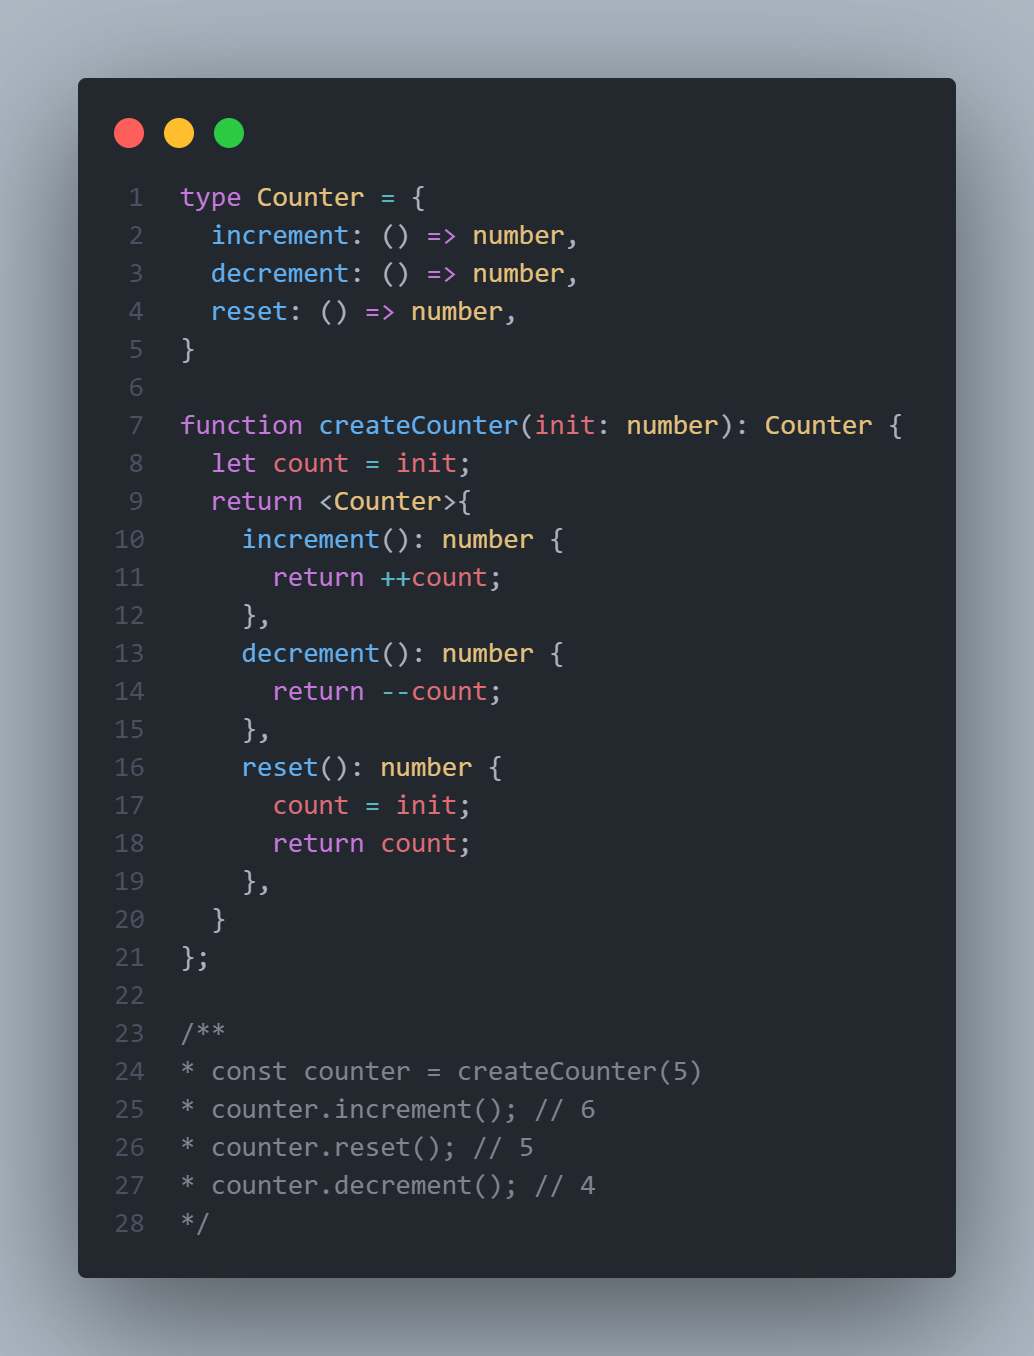 1 type Counter = {
2   increment: () => number,
3   decrement: () => number,
4   reset: () => number,
5 }
6
7 function createCounter(init: number): Counter {
8   let count = init;
9   return <Counter>{
10     increment(): number {
11       return ++count;
12     },
13     decrement(): number {
14       return --count;
15     },
16     reset(): number {
17       count = init;
18       return count;
19     },
20   }
21 };
22
23 /**
24 * const counter = createCounter(5)
25 * counter.increment(); // 6
26 * counter.reset(); // 5
27 * counter.decrement(); // 4
28 */